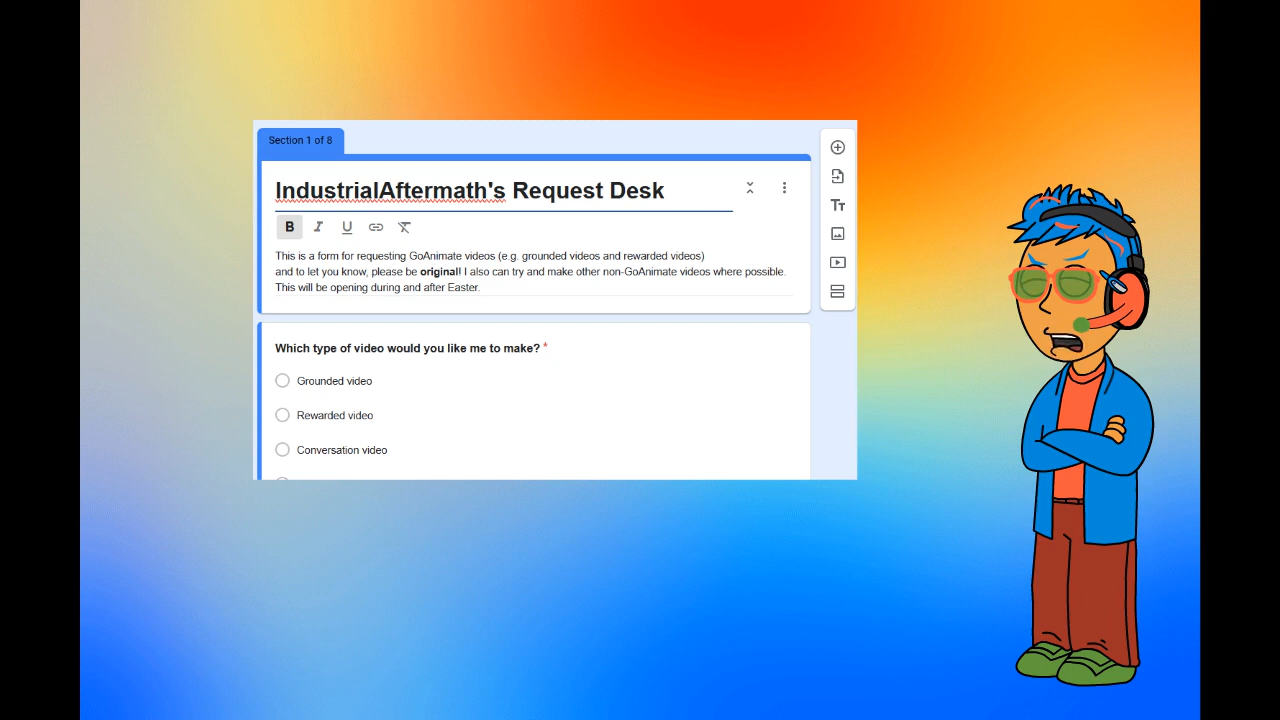 Section 1 of 8
IndustrialAftermath's Request Desk
B I U
This is a form for requesting GoAnimate videos (e.g. grounded videos and rewarded videos)
and to let you know, please be original! I also can try and make other non-GoAnimate videos where possible.
This will be opening during and after Easter.
Which type of video would you like me to make? *
Grounded video
Rewarded video
Conversation video